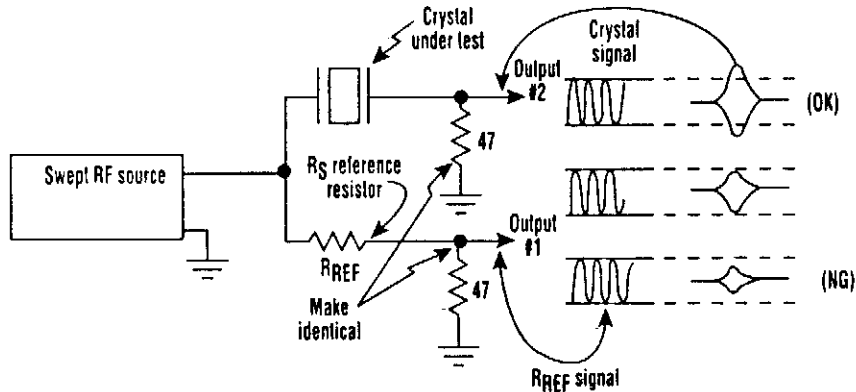 Crystal
under test
Crystal
signal
Output
#2
(OK)
47
Swept RF source
RS reference
resistor
Output
#1
RREF
47
(NG)
Make
identical
RREF signal